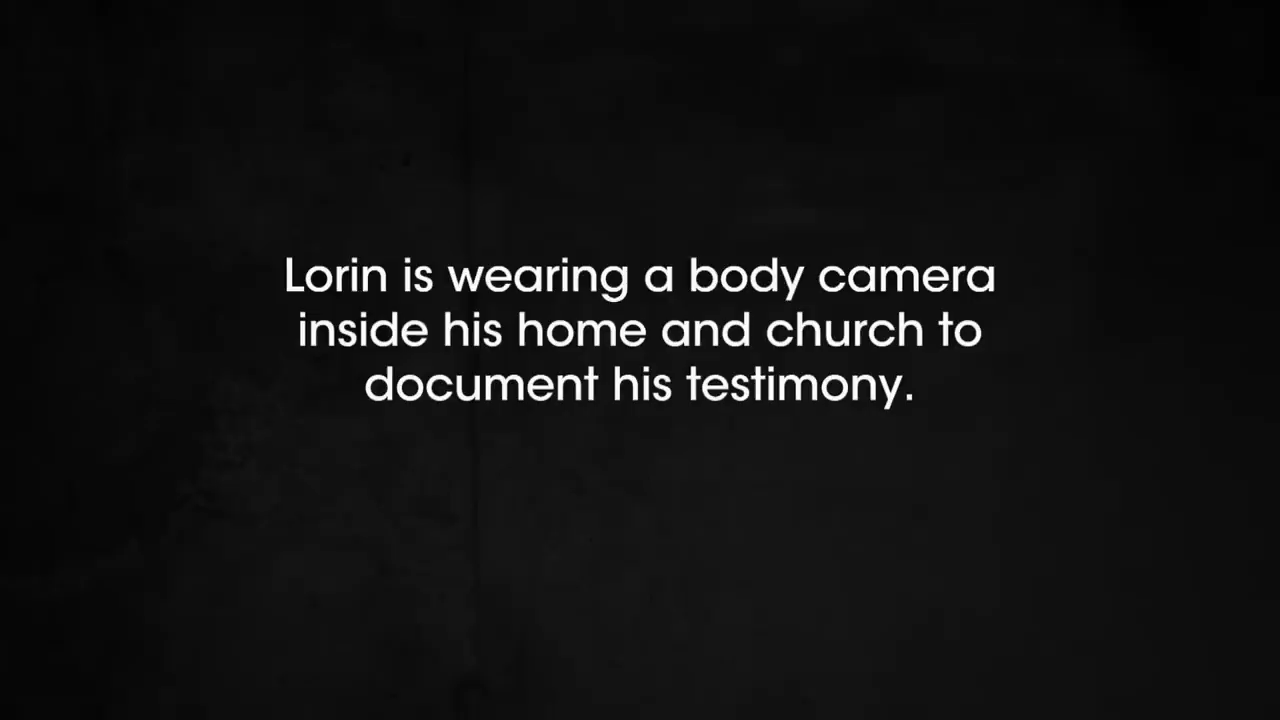 Lorin is wearing a body camera
inside his home and church to
document his testimony.